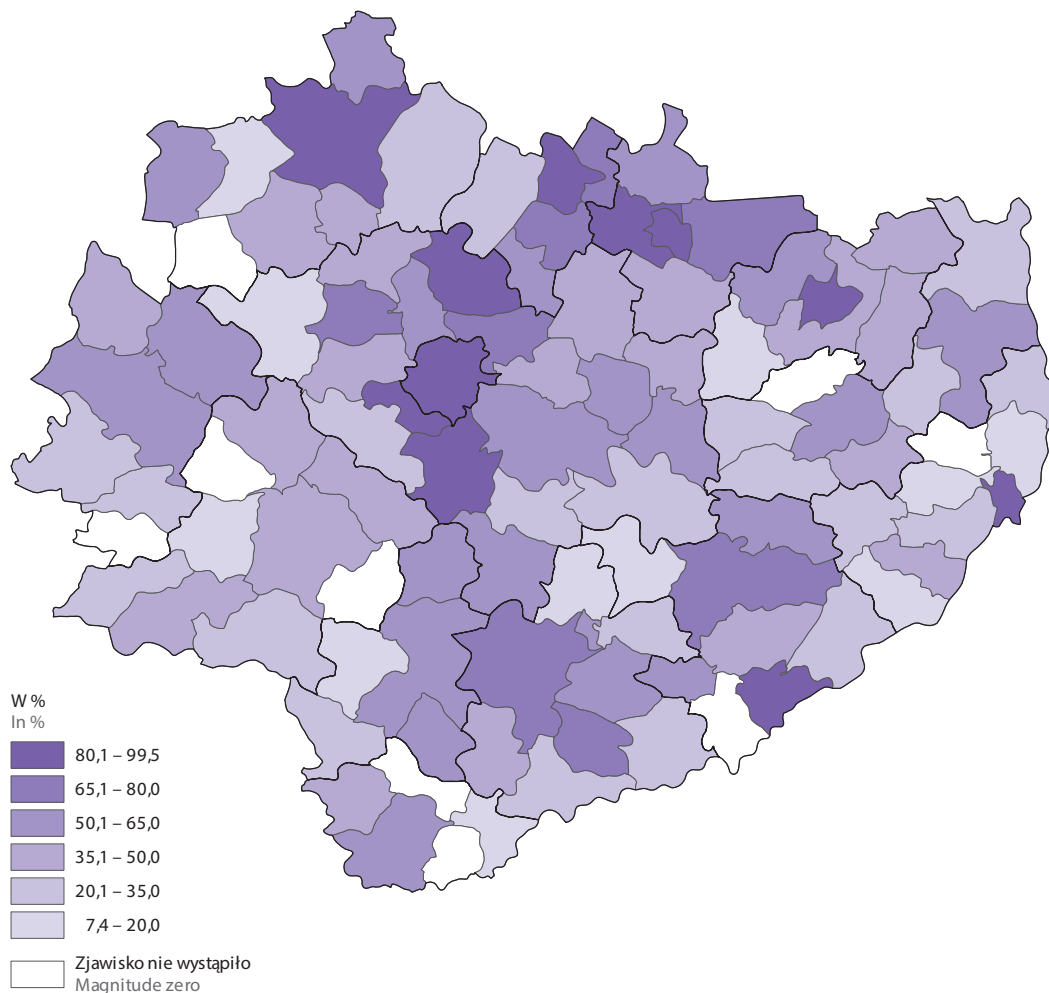 W %
In %
80,1 – 99,5
65,1 – 80,0
50,1 – 65,0
35,1 – 50,0
20,1 – 35,0
7,4 – 20,0
Zjawisko nie wystąpiło
Magnitude zero